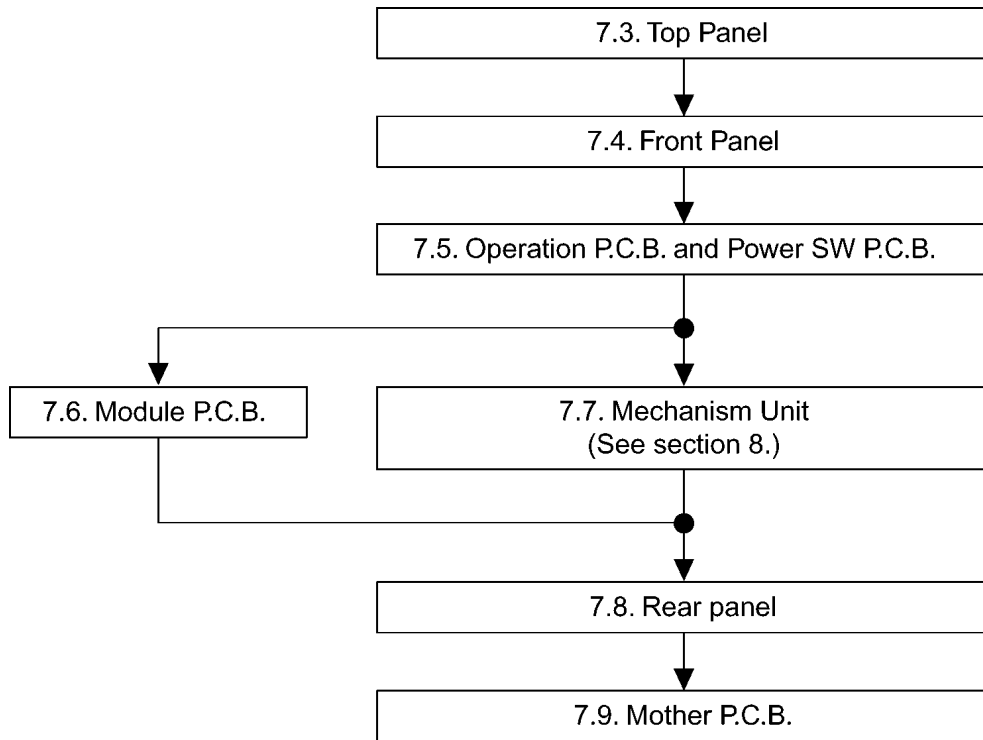 7.3. Top Panel
7.4. Front Panel
7.5. Operation P.C.B. and Power SW P.C.B.
7.6. Module P.C.B.
7.7. Mechanism Unit
(See section 8.)
7.8. Rear panel
7.9. Mother P.C.B.